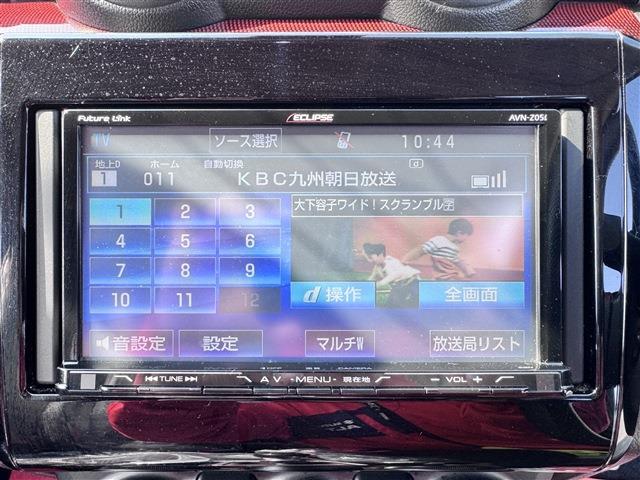 Future Link ECLIPSE AVN-Z05i
TV ソース選択 10:44
地上D ホーム 自動切換 d
1 011 KBC九州朝日放送
大下容子ワイド!スクランブル字
1 2 3
4 5 6
7 8 9
10 11 12
d 操作 全画面
音設定 設定 マルチW 放送局リスト
TUNE AV MENU 現在地 − VOL +